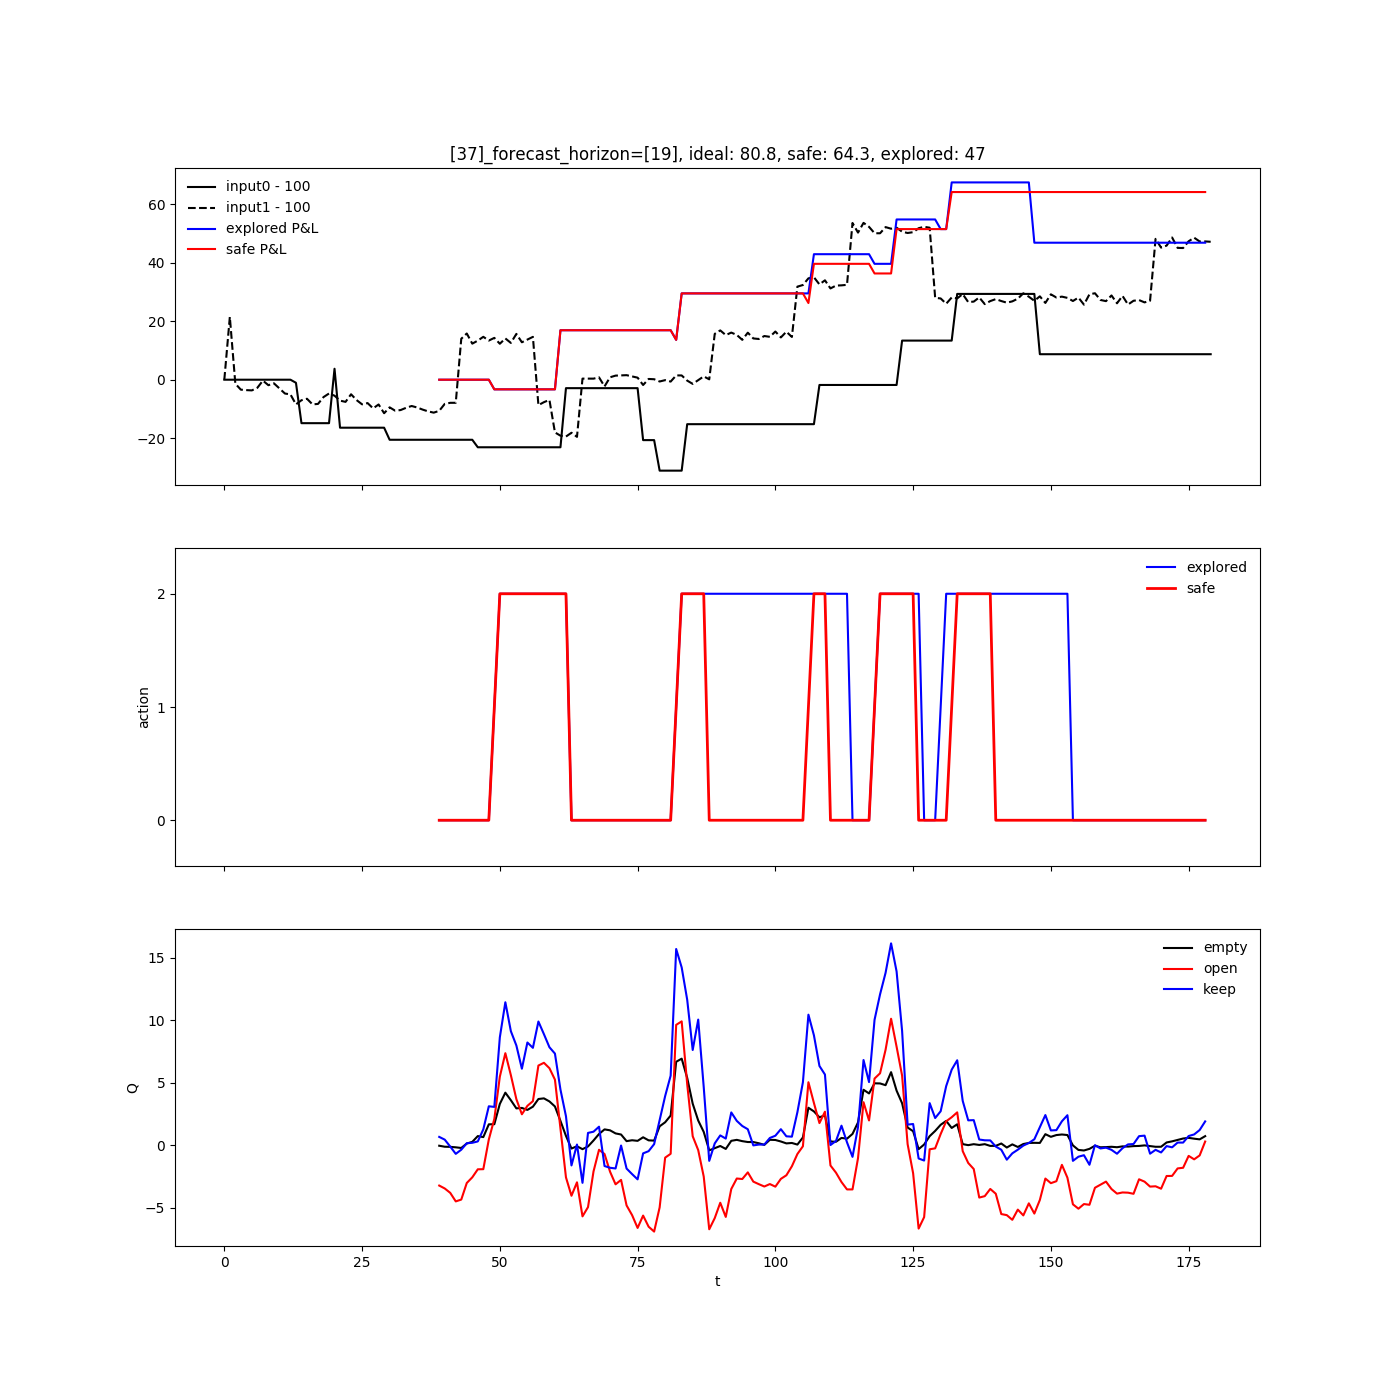 [37]_forecast_horizon=[19], ideal: 80.8, safe: 64.3, explored: 47
input0 - 100
input1 - 100
explored P&L
safe P&L
60
40
20
0
−20
explored
safe
2
1
0
action
empty
open
keep
15
10
5
0
−5
Q
0 25 50 75 100 125 150 175
t